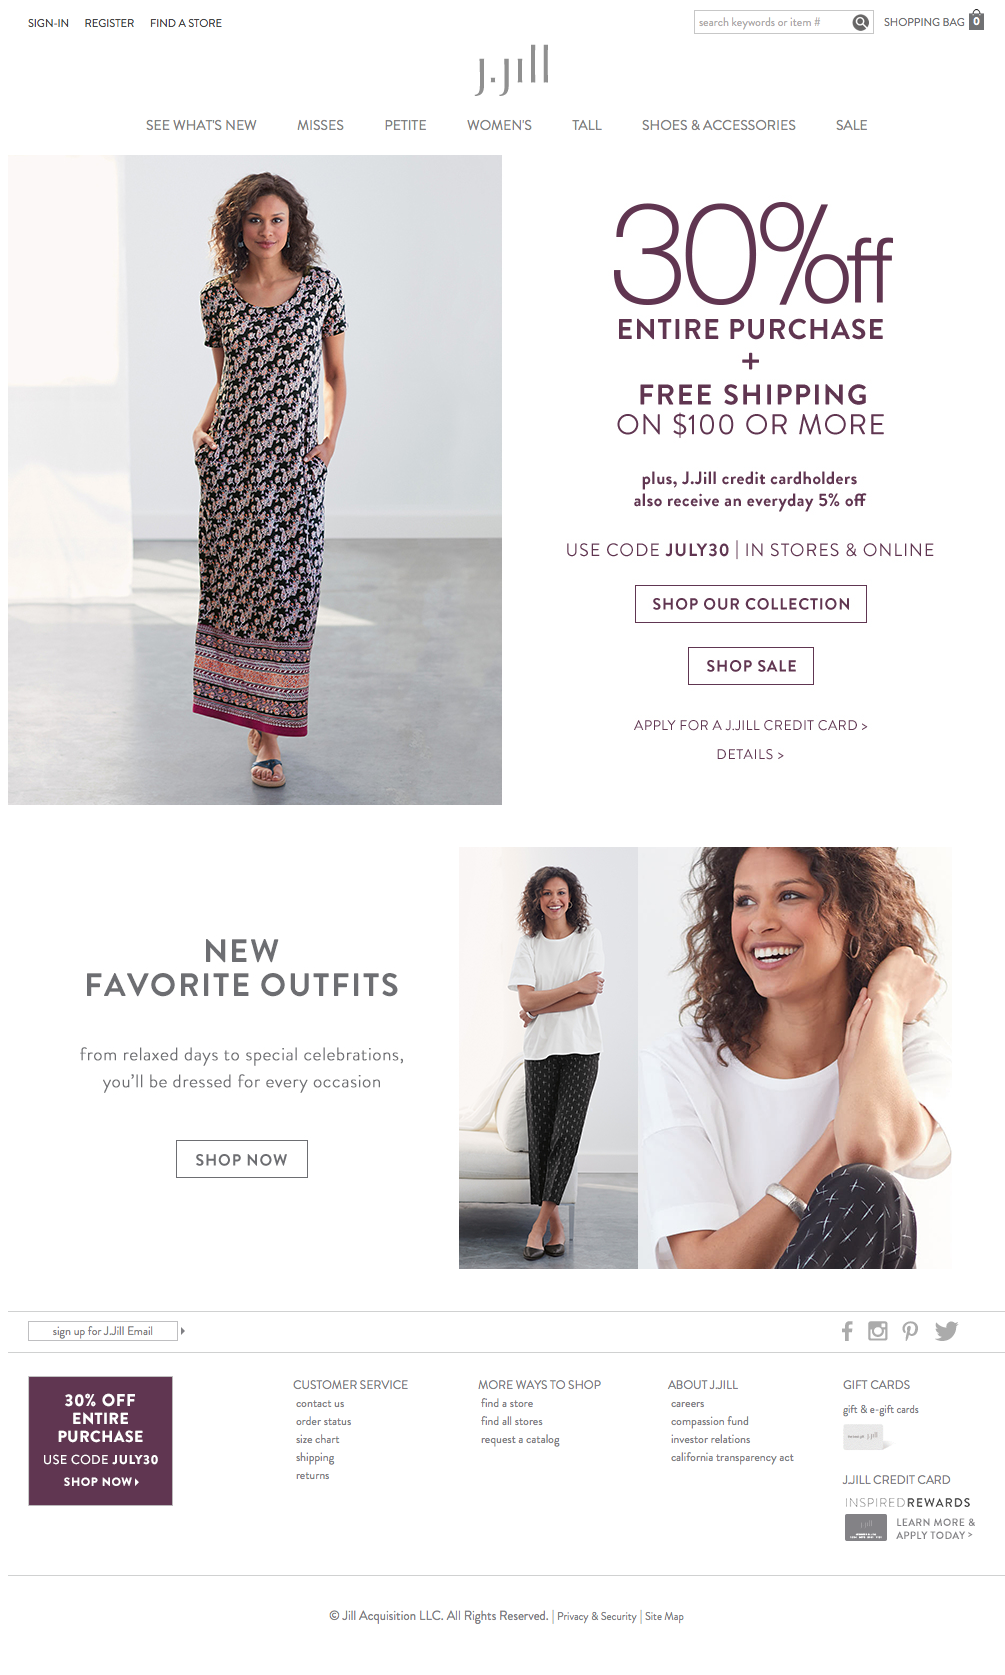 SIGN-IN REGISTER FIND A STORE
search keywords or item #
SHOPPING BAG 0
J.Jill
SEE WHAT'S NEW MISSES PETITE WOMEN'S TALL SHOES & ACCESSORIES SALE
30%off
ENTIRE PURCHASE
+
FREE SHIPPING
ON $100 OR MORE
plus, J.Jill credit cardholders
also receive an everyday 5% off
USE CODE JULY30 | IN STORES & ONLINE
SHOP OUR COLLECTION
SHOP SALE
APPLY FOR A J.JILL CREDIT CARD >
DETAILS >
NEW
FAVORITE OUTFITS
from relaxed days to special celebrations,
you'll be dressed for every occasion
SHOP NOW
sign up for J.Jill Email
30% OFF
ENTIRE
PURCHASE
USE CODE JULY30
SHOP NOW
CUSTOMER SERVICE
contact us
order status
size chart
shipping
returns
MORE WAYS TO SHOP
find a store
find all stores
request a catalog
ABOUT J.JILL
careers
compassion fund
investor relations
california transparency act
GIFT CARDS
gift & e-gift cards
J.Jill
J.JILL CREDIT CARD
INSPIREDREWARDS
J.Jill
LEARN MORE &
APPLY TODAY >
© Jill Acquisition LLC. All Rights Reserved. | Privacy & Security | Site Map